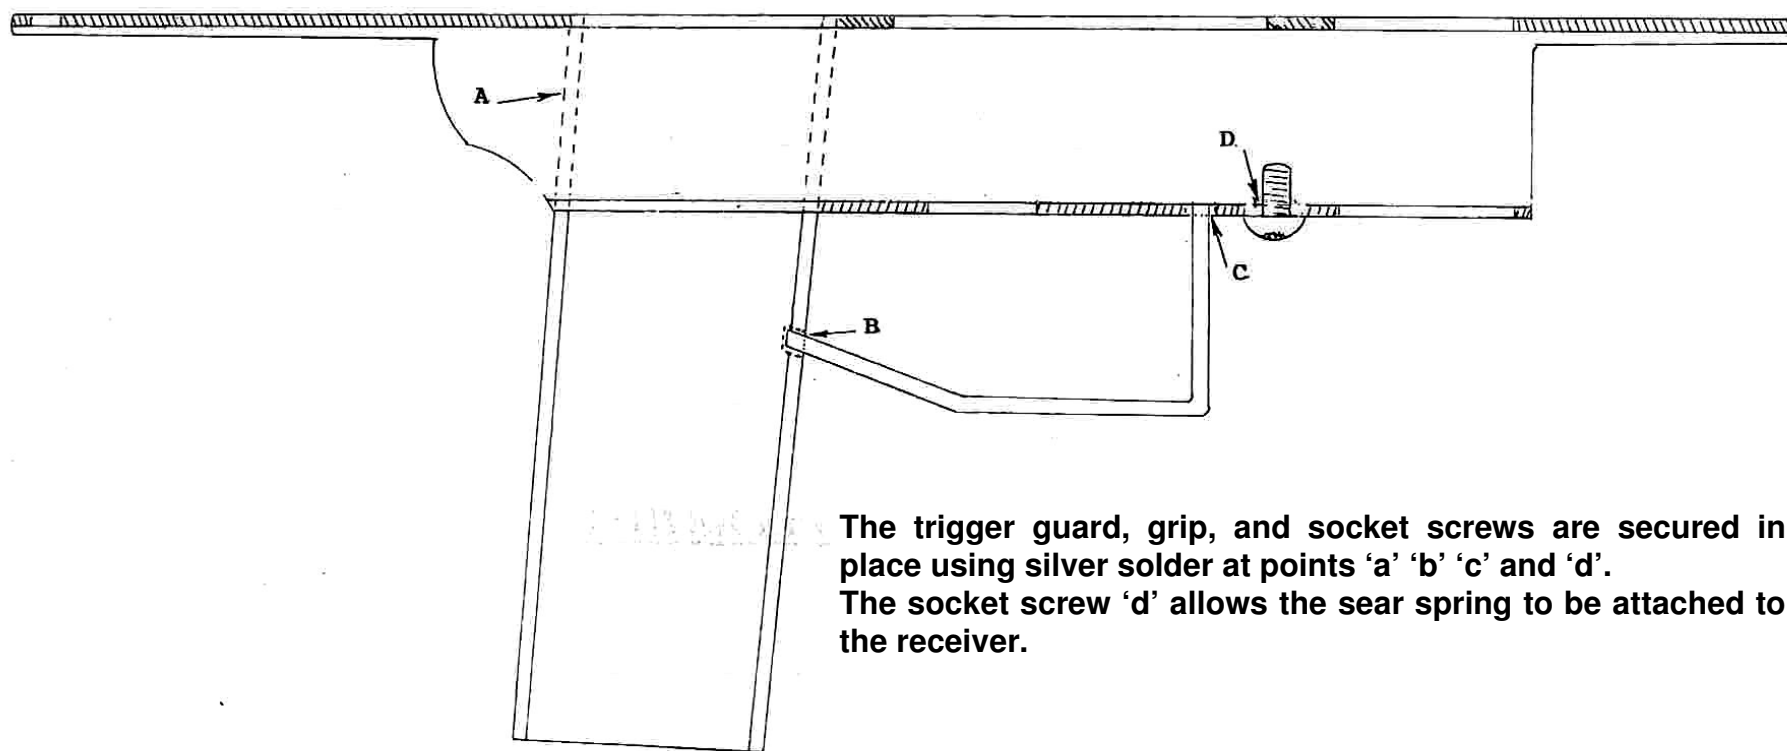 A
D.
C
B
The trigger guard, grip, and socket screws are secured in
place using silver solder at points ‘a’ ‘b’ ‘c’ and ‘d’.
The socket screw ‘d’ allows the sear spring to be attached to
the receiver.